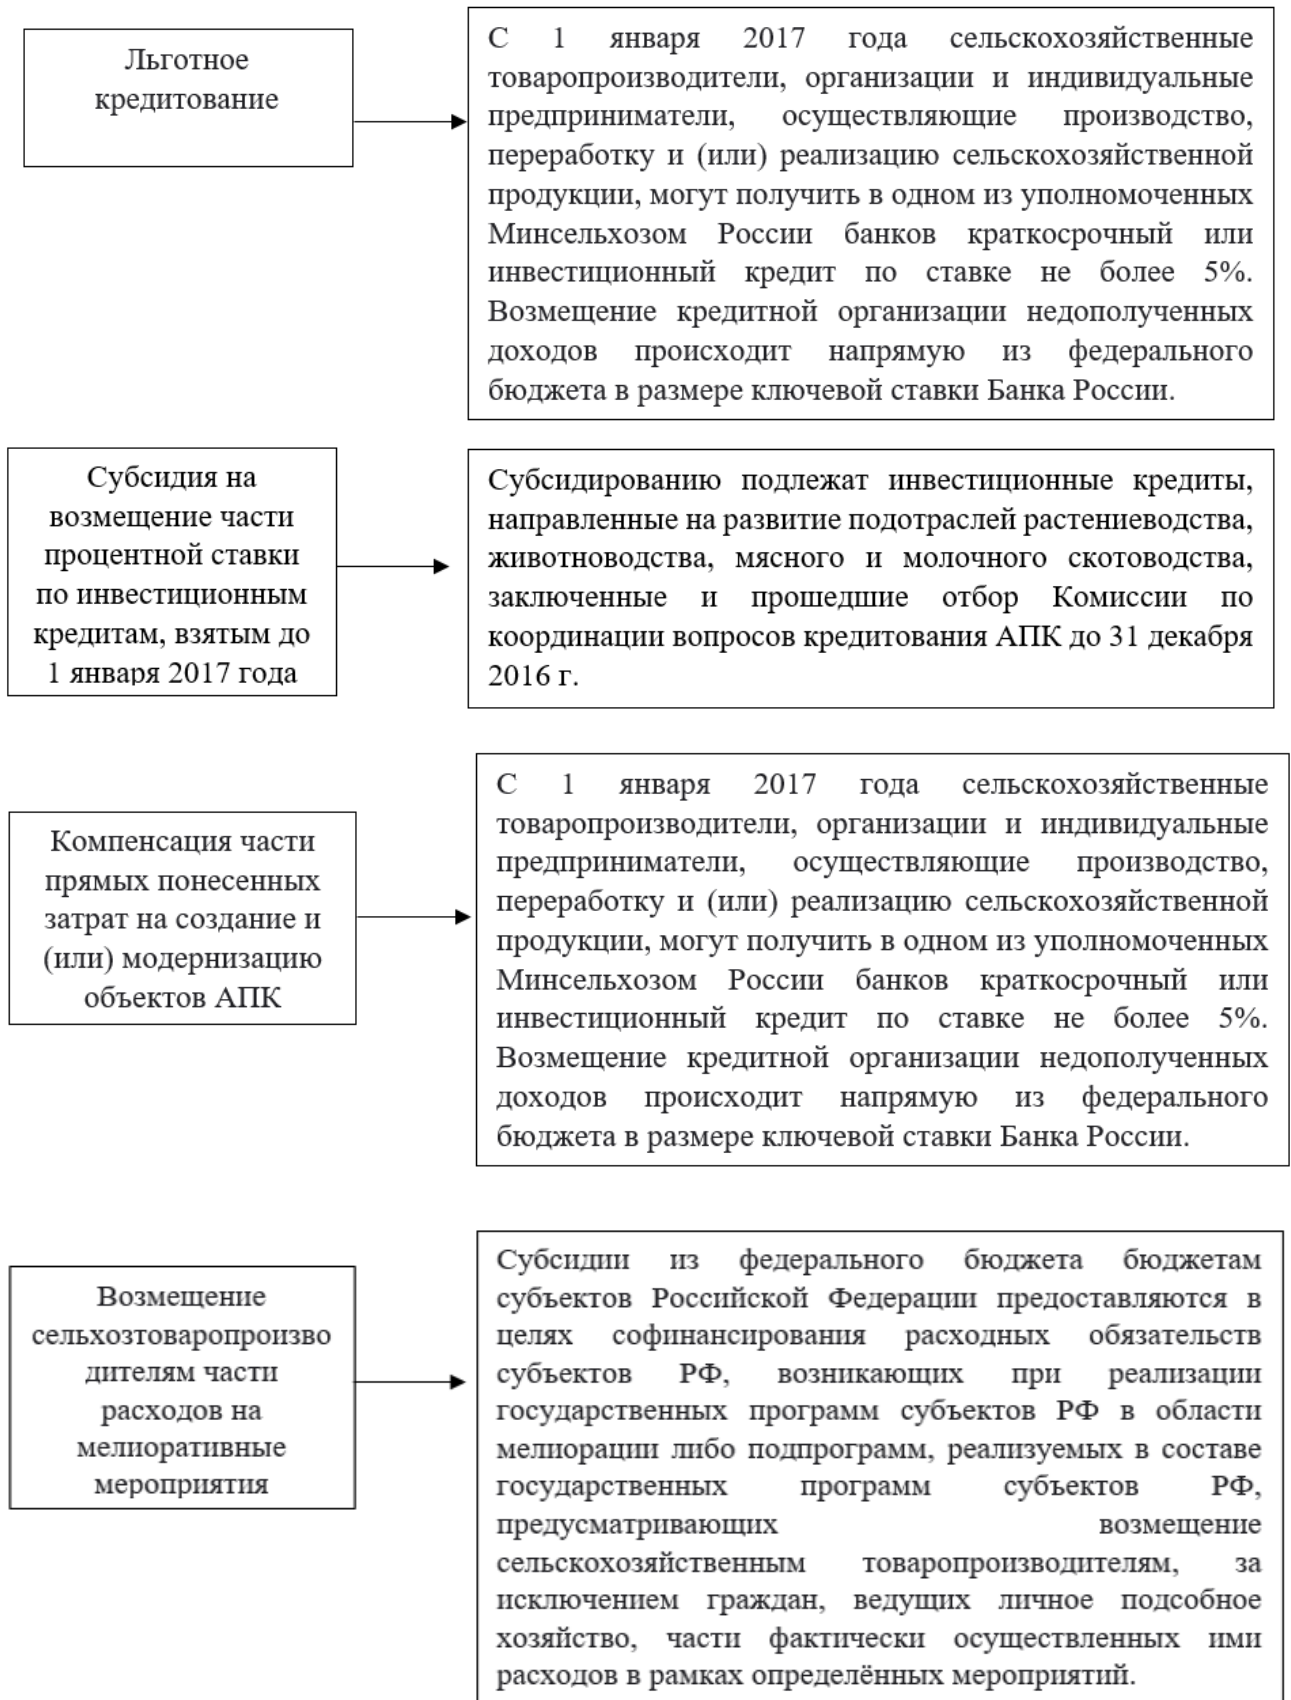 Льготное
кредитование
С 1 января 2017 года сельскохозяйственные
товаропроизводители, организации и индивидуальные
предприниматели, осуществляющие производство,
переработку и (или) реализацию сельскохозяйственной
продукции, могут получить в одном из уполномоченных
Минсельхозом России банков краткосрочный или
инвестиционный кредит по ставке не более 5%.
Возмещение кредитной организации недополученных
доходов происходит напрямую из федерального
бюджета в размере ключевой ставки Банка России.
Субсидия на
возмещение части
процентной ставки
по инвестиционным
кредитам, взятым до
1 января 2017 года
Субсидированию подлежат инвестиционные кредиты,
направленные на развитие подотраслей растениеводства,
животноводства, мясного и молочного скотоводства,
заключенные и прошедшие отбор Комиссии по
координации вопросов кредитования АПК до 31 декабря
2016 г.
Компенсация части
прямых понесенных
затрат на создание и
(или) модернизацию
объектов АПК
С 1 января 2017 года сельскохозяйственные
товаропроизводители, организации и индивидуальные
предприниматели, осуществляющие производство,
переработку и (или) реализацию сельскохозяйственной
продукции, могут получить в одном из уполномоченных
Минсельхозом России банков краткосрочный или
инвестиционный кредит по ставке не более 5%.
Возмещение кредитной организации недополученных
доходов происходит напрямую из федерального
бюджета в размере ключевой ставки Банка России.
Возмещение
сельхозтоваропроизво
дителям части
расходов на
мелиоративные
мероприятия
Субсидии из федерального бюджета бюджетам
субъектов Российской Федерации предоставляются в
целях софинансирования расходных обязательств
субъектов РФ, возникающих при реализации
государственных программ субъектов РФ в области
мелиорации либо подпрограмм, реализуемых в составе
государственных программ субъектов РФ,
предусматривающих возмещение
сельскохозяйственным товаропроизводителям, за
исключением граждан, ведущих личное подсобное
хозяйство, части фактически осуществленных ими
расходов в рамках определённых мероприятий.